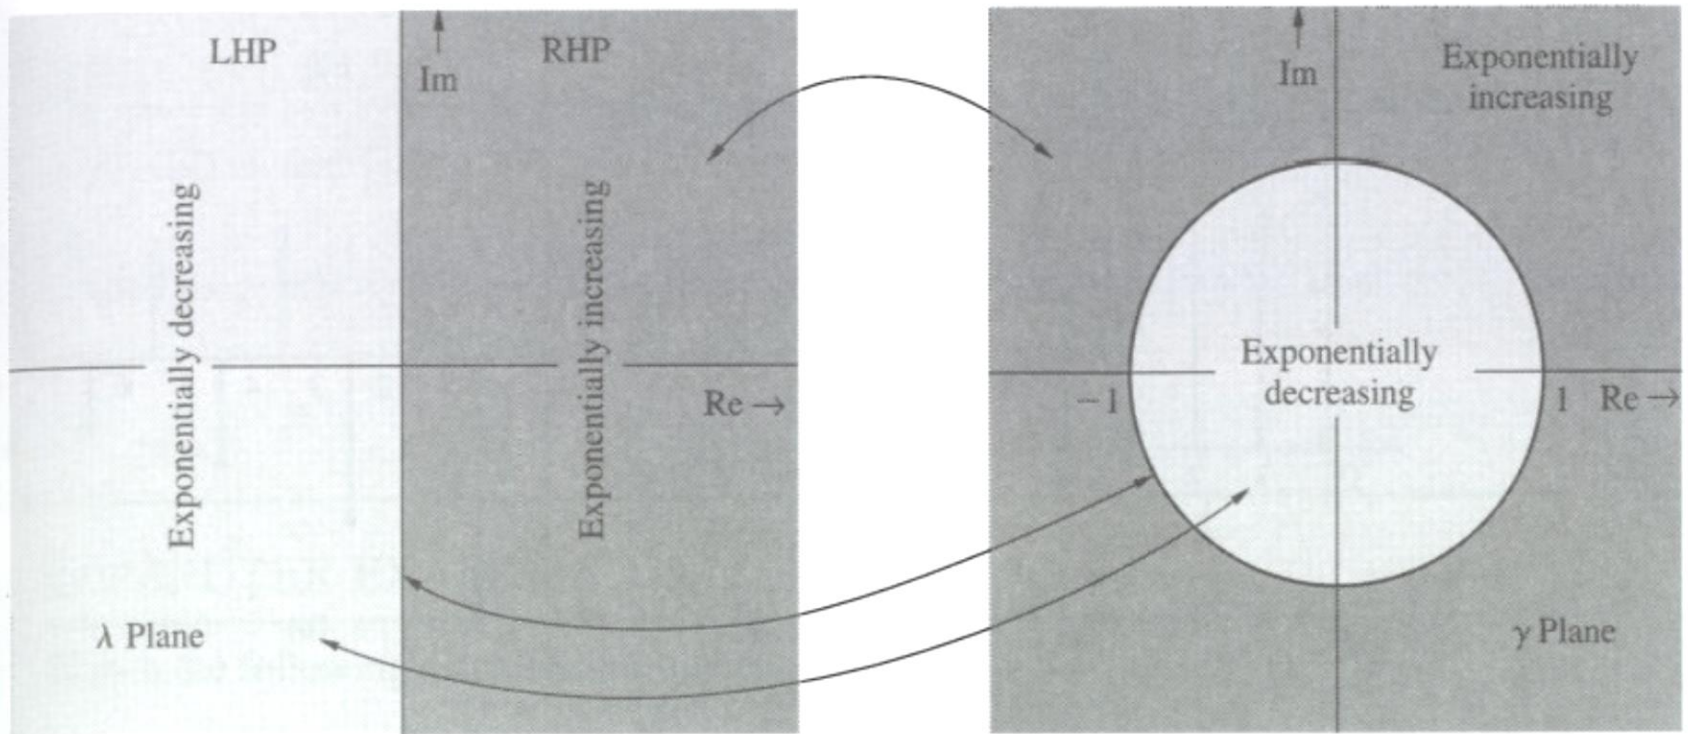 LHP
RHP
Im
Exponentially decreasing
Exponentially increasing
Re →
λ Plane
Im
Exponentially
increasing
Exponentially
decreasing
−1
1
Re →
γ Plane